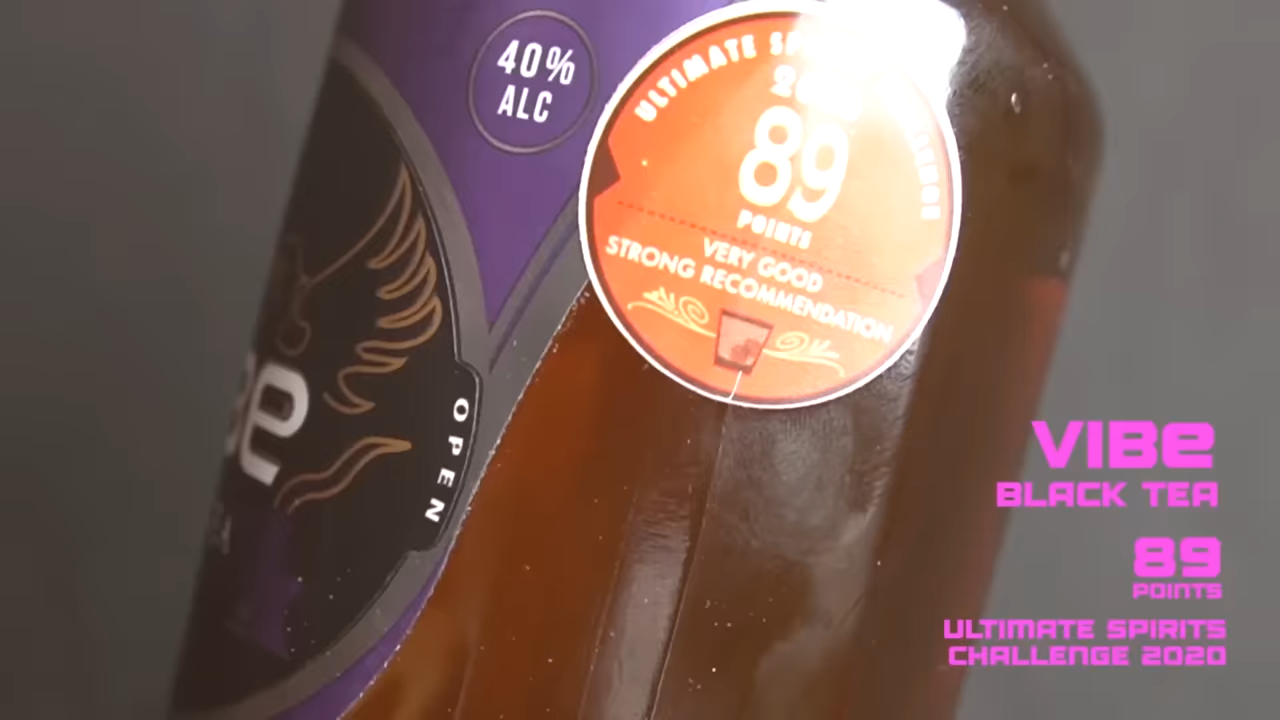 40%
ALC
ULTIMATE
89
POINTS
VERY GOOD
STRONG RECOMMENDATION
OPEN
VIBe
BLACK TEA
89
POINTS
ULTIMATE SPIRITS
CHALLENGE 2020